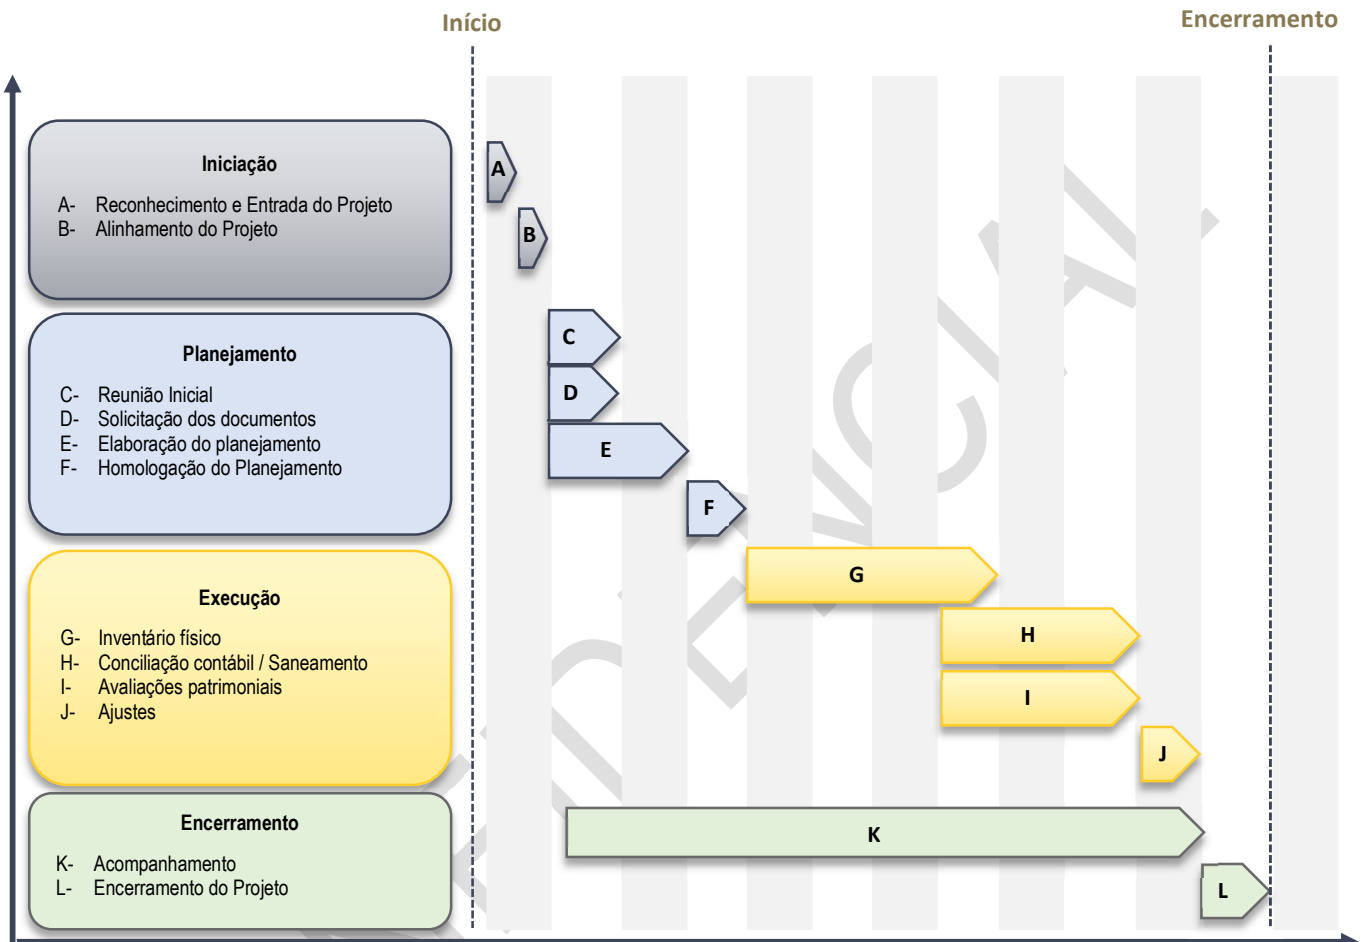 Início
Encerramento
Iniciação
A- Reconhecimento e Entrada do Projeto
B- Alinhamento do Projeto
A
B
Planejamento
C- Reunião Inicial
D- Solicitação dos documentos
E- Elaboração do planejamento
F- Homologação do Planejamento
C
D
E
F
Execução
G- Inventário físico
H- Conciliação contábil / Saneamento
I- Avaliações patrimoniais
J- Ajustes
G
H
I
J
Encerramento
K- Acompanhamento
L- Encerramento do Projeto
K
L